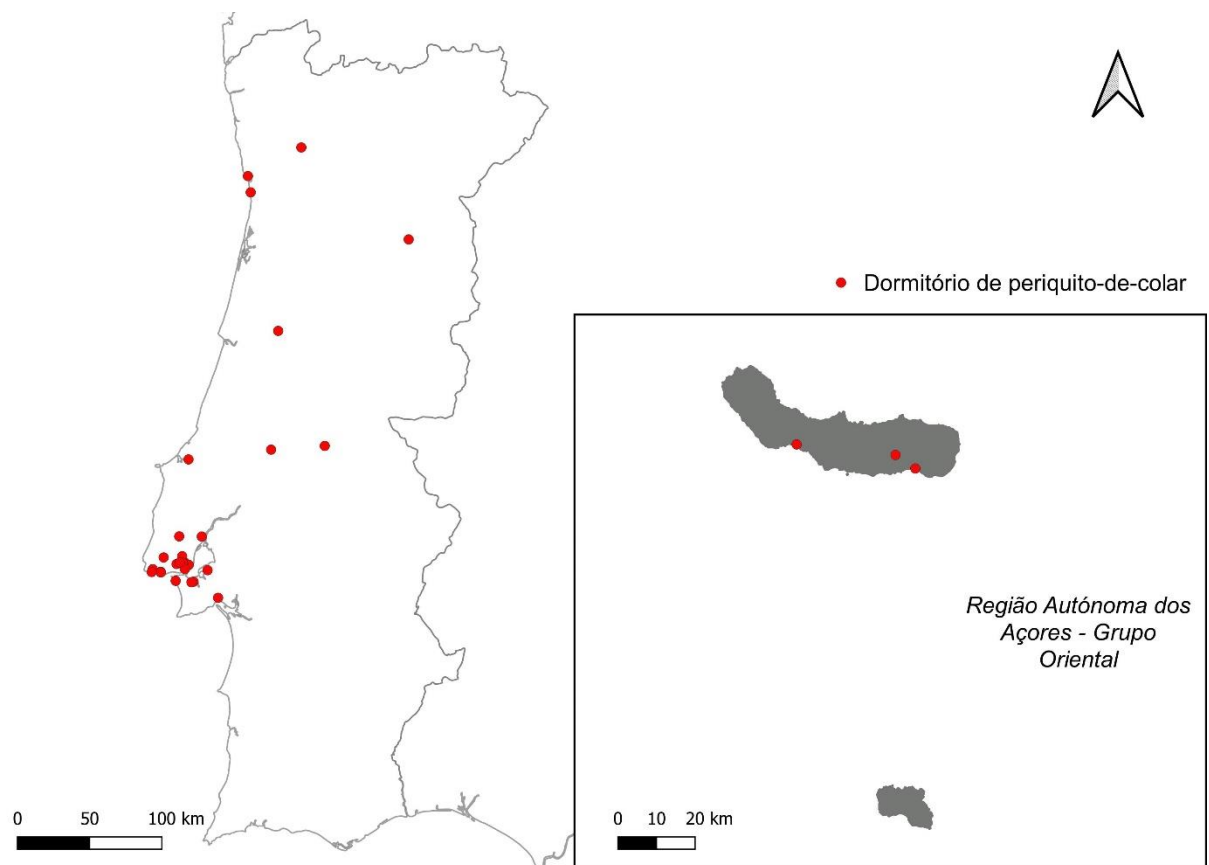 Dormitório de periquito-de-colar
Região Autónoma dos
Açores - Grupo
Oriental
0 50 100 km
0 10 20 km